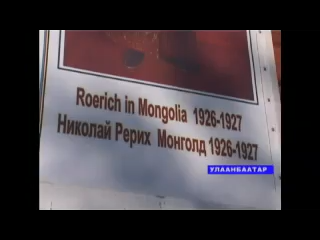 Roerich in Mongolia 1926-1927
Николай Рерих Монголд 1926-1927
УЛААНБААТАР